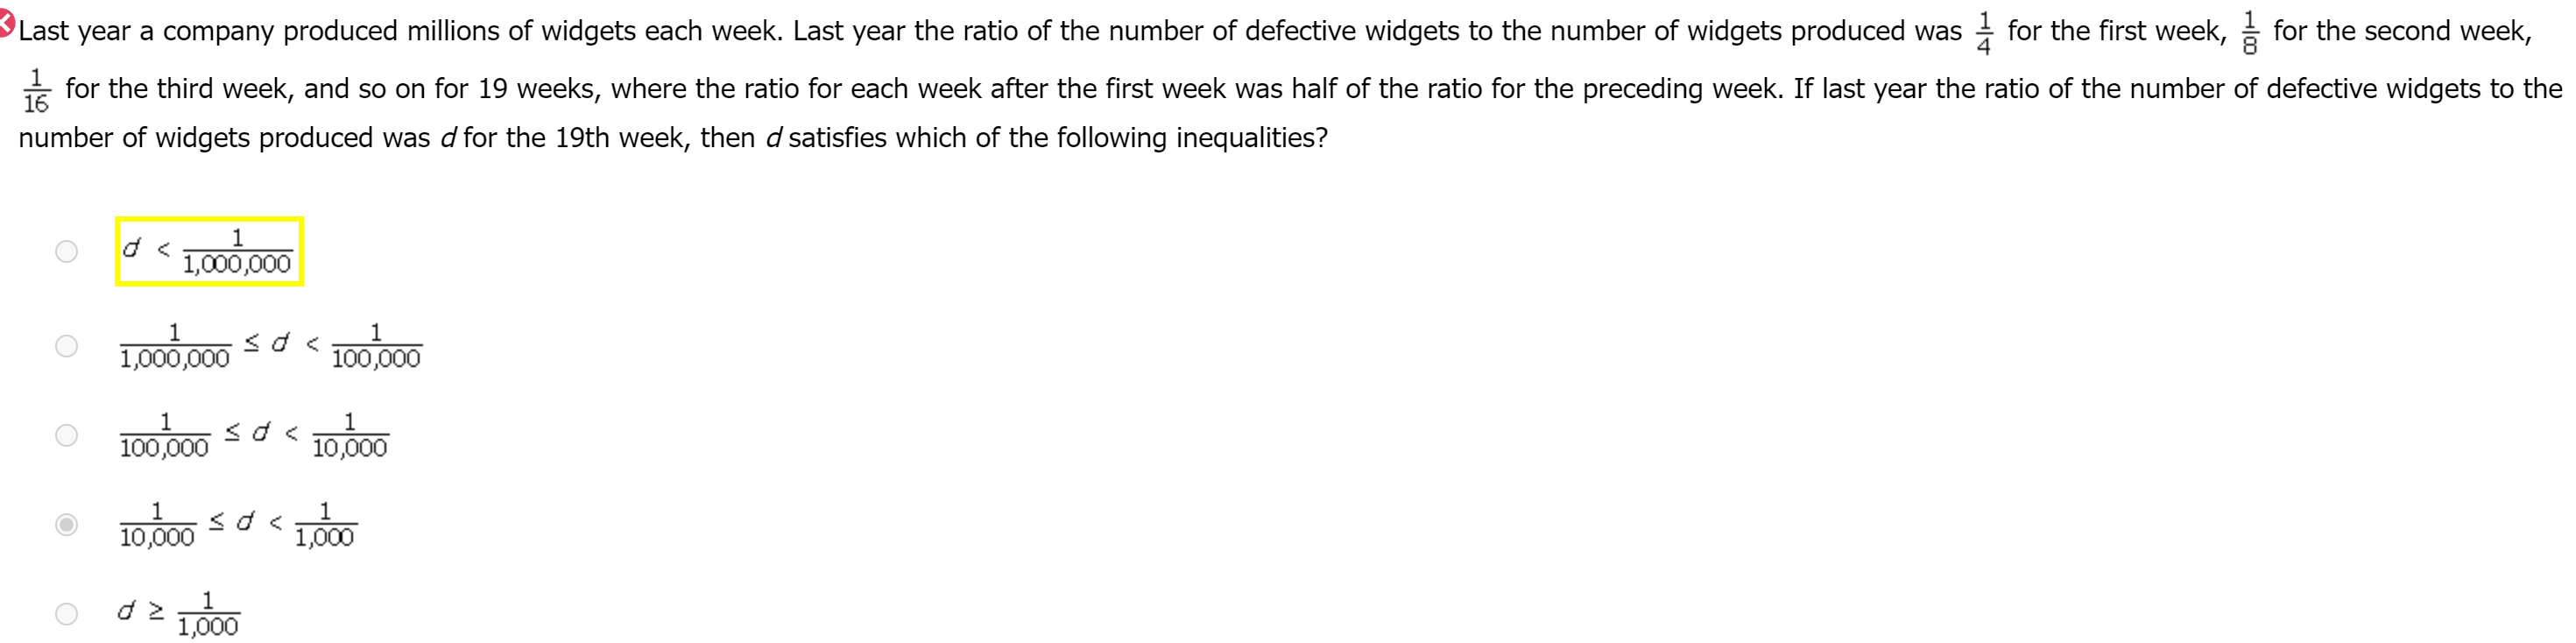 Last year a company produced millions of widgets each week. Last year the ratio of the number of defective widgets to the number of widgets produced was 1/4 for the first week, 1/8 for the second week,
1/16 for the third week, and so on for 19 weeks, where the ratio for each week after the first week was half of the ratio for the preceding week. If last year the ratio of the number of defective widgets to the
number of widgets produced was d for the 19th week, then d satisfies which of the following inequalities?
d < 1/1,000,000
1/1,000,000 ≤ d < 1/100,000
1/100,000 ≤ d < 1/10,000
1/10,000 ≤ d < 1/1,000
d ≥ 1/1,000